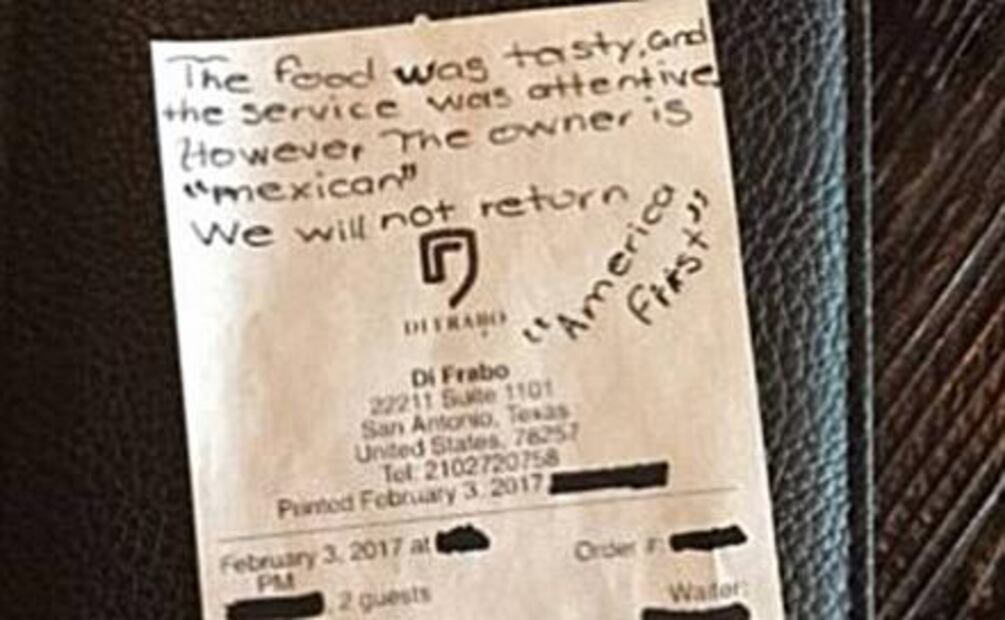 The food was tasty, and
the service was attentive
However The owner is
"mexican"
We will not return
"America
First"
DI FRABO
Di Frabo
22211 Suite 1101
San Antonio, Texas
United States, 78257
Tel: 2102720758
Printed February 3, 2017
February 3, 2017 at
Order #:
PM
, 2 guests
Waiter: